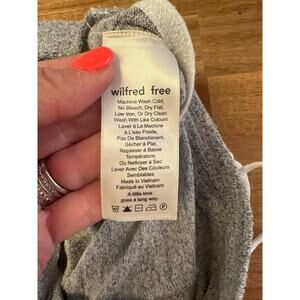 wilfred free
Machine Wash Cold,
No Bleach, Dry Flat,
Low Iron, Or Dry Clean
Wash With Like Colours
Laver à La Machine
à L'eau Froide,
Pas De Blanchiment,
Sécher à Plat,
Repasser à Basse
Température,
Ou Nettoyer à Sec
Laver Avec Des Couleurs
Semblables
Made in Vietnam
Fabriqué au Vietnam
A little love
goes a long way.